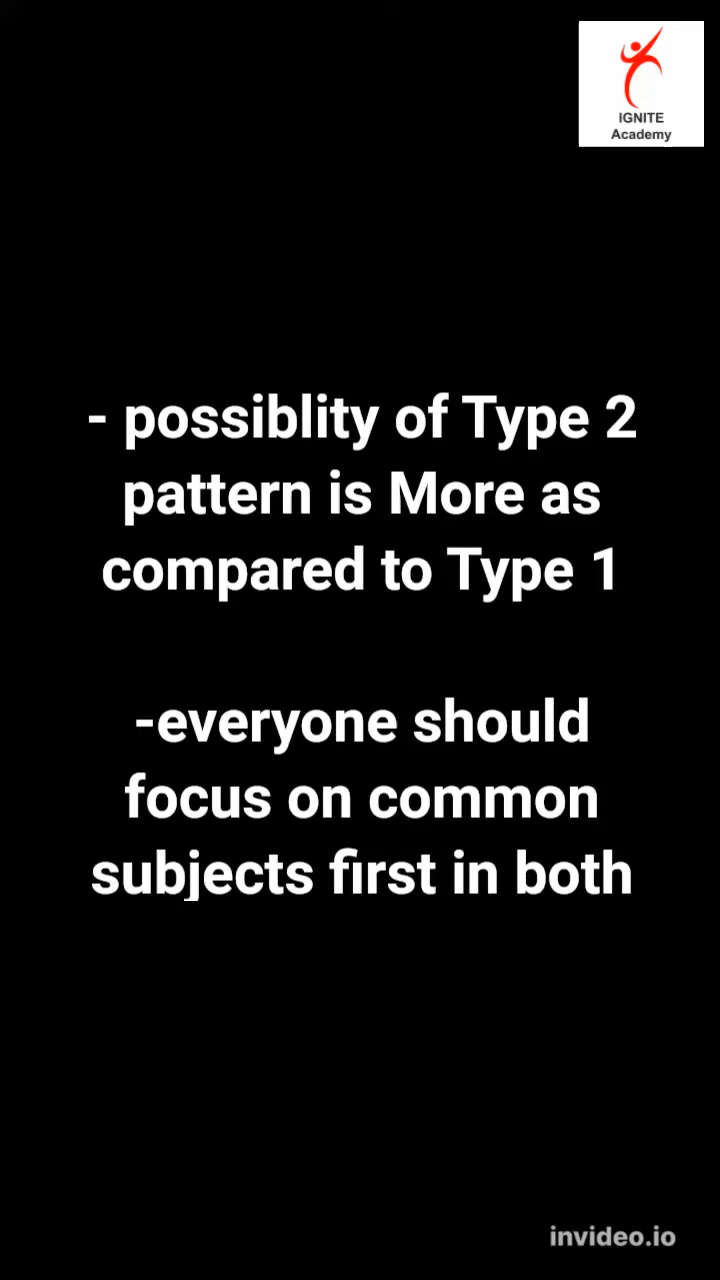 IGNITE
Academy
- possiblity of Type 2
pattern is More as
compared to Type 1
-everyone should
focus on common
subjects first in both
invideo.io